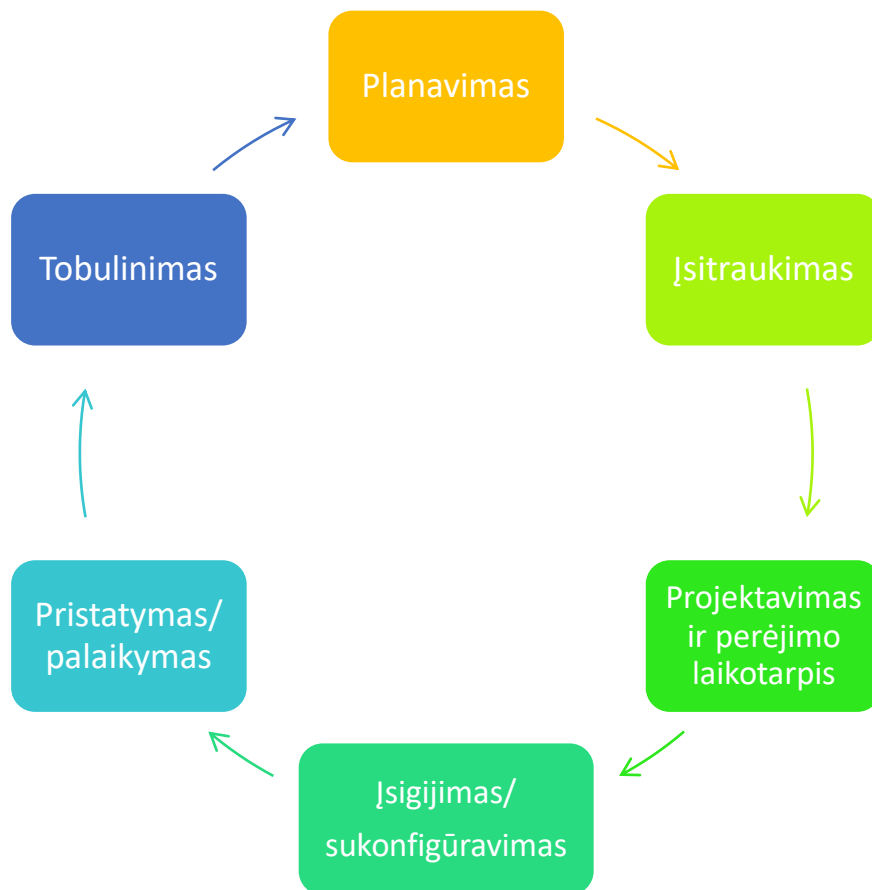 Planavimas
Įsitraukimas
Projektavimas
ir perėjimo
laikotarpis
Įsigijimas/
sukonfigūravimas
Pristatymas/
palaikymas
Tobulinimas